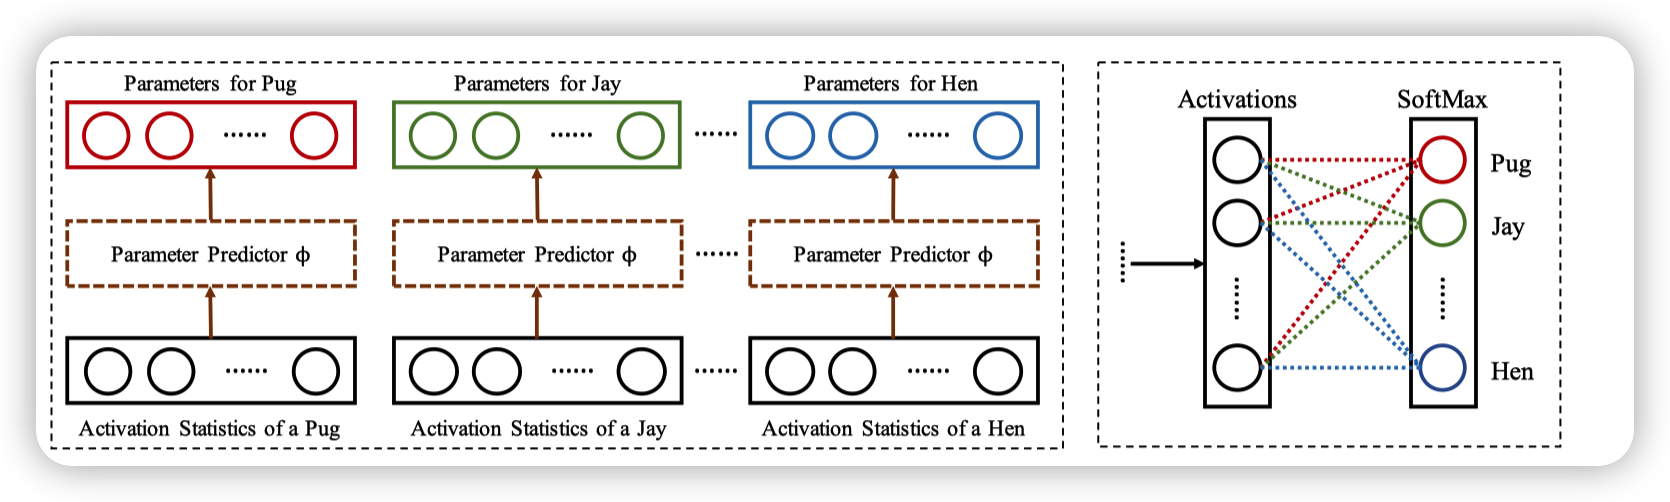 Parameters for Pug
Parameters for Jay
Parameters for Hen
......
......
......
......
Parameter Predictor ϕ
Parameter Predictor ϕ
......
Parameter Predictor ϕ
......
......
......
......
Activation Statistics of a Pug
Activation Statistics of a Jay
Activation Statistics of a Hen
Activations
SoftMax
Pug
Jay
Hen